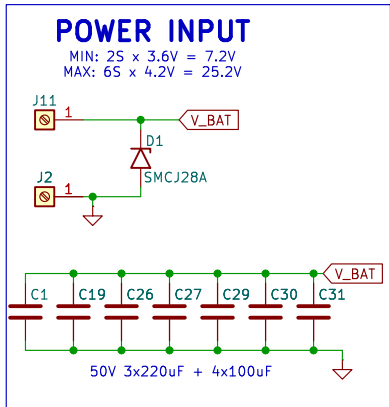 POWER INPUT
MIN: 2S x 3.6V = 7.2V
MAX: 6S x 4.2V = 25.2V
J11
1
V_BAT
D1
SMCJ28A
J2
1
V_BAT
C1 C19 C26 C27 C29 C30 C31
50V 3x220uF + 4x100uF